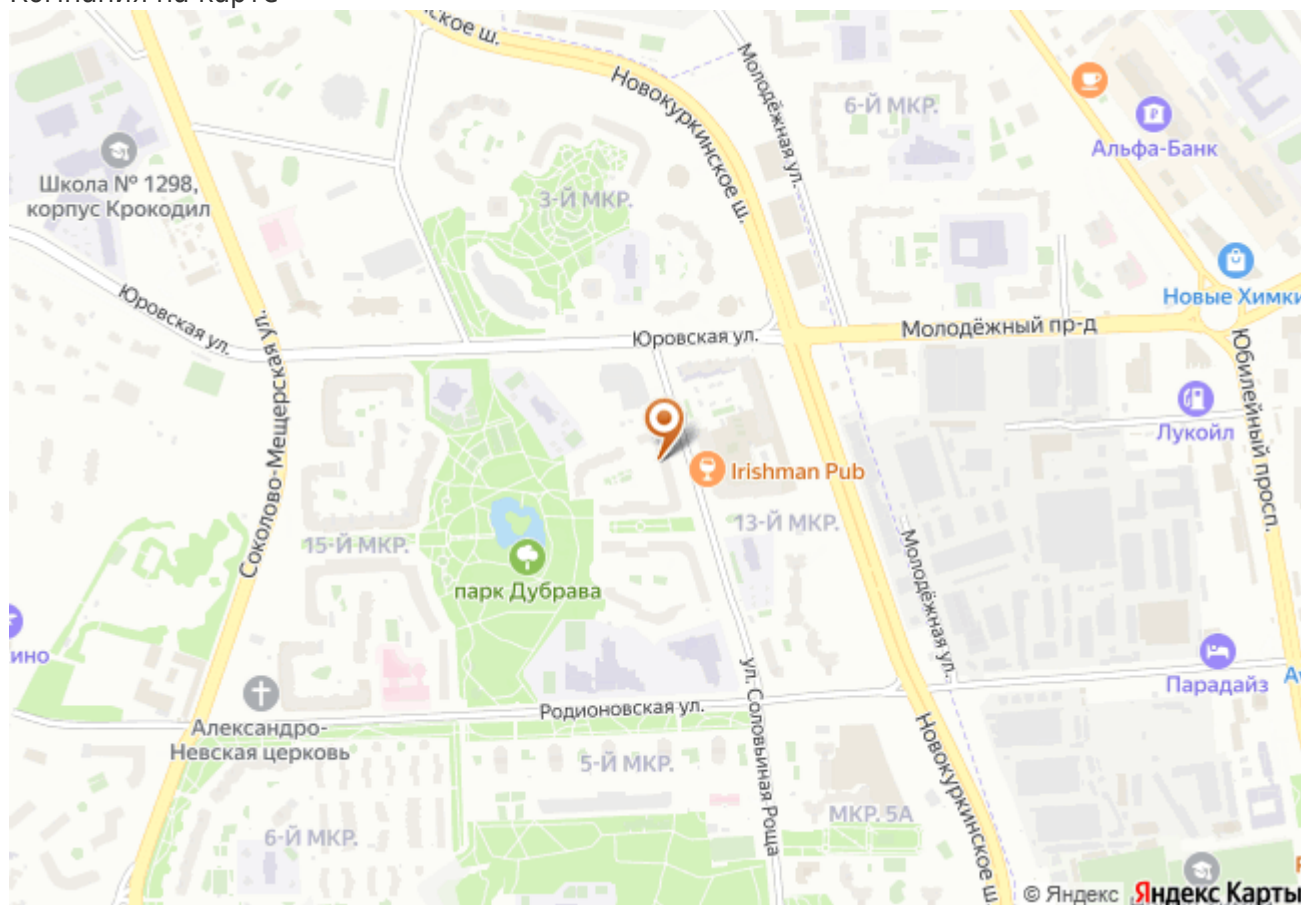 Компания на карте
ское ш.
Новокуркинское ш.
Молодёжная ул.
6-Й МКР.
Альфа-Банк
Школа № 1298,
корпус Крокодил
3-Й МКР.
Новые Химки
Юровская ул.
Юровская ул.
Молодёжный пр-д
Соколово-Мещерская ул.
Юбилейный просп.
Лукойл
Irishman Pub
13-Й МКР.
15-Й МКР.
парк Дубрава
Молодёжная ул.
ино
Парадайз
Александро-
Невская церковь
Родионовская ул.
ул. Соловьиная Роща
5-Й МКР.
Новокуркинское ш.
МКР. 5А
6-Й МКР.
© Яндекс Яндекс Карты